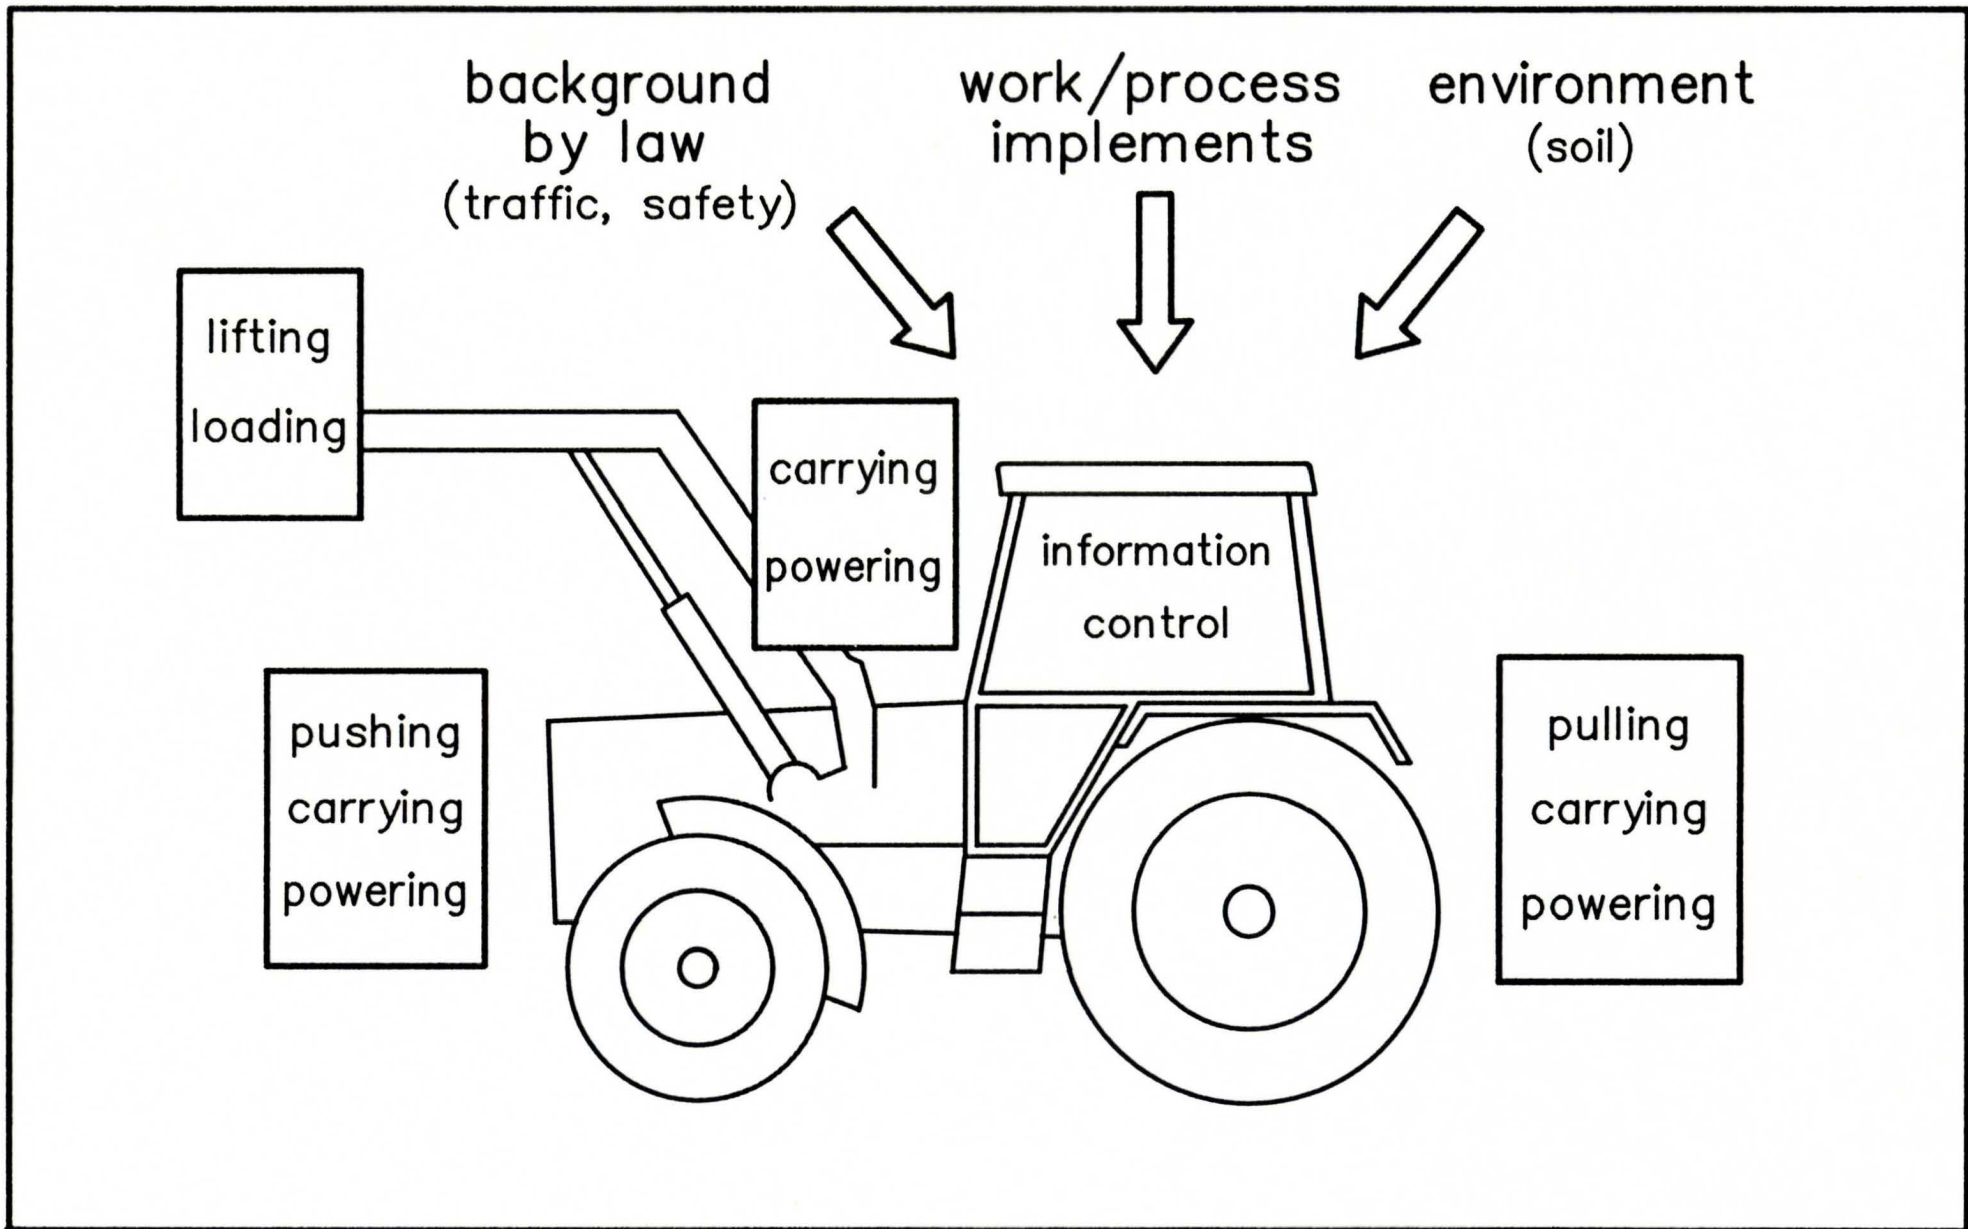 background
by law
(traffic, safety)
work/process
implements
environment
(soil)
lifting
loading
carrying
powering
information
control
pushing
carrying
powering
pulling
carrying
powering